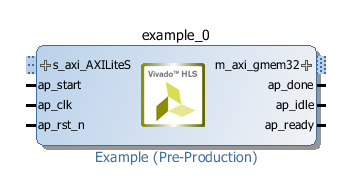 example_0
s_axi_AXILiteS
m_axi_gmem32
ap_start
Vivado™ HLS
ap_done
ap_clk
ap_idle
ap_rst_n
ap_ready
Example (Pre-Production)